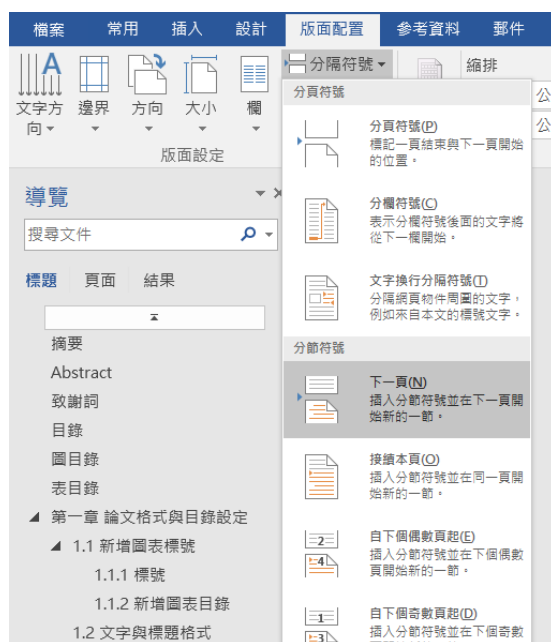 檔案 常用 插入 設計 版面配置 參考資料 郵件
分隔符號 縮排
文字方向 邊界 方向 大小 欄
版面設定
公
公
導覽
搜尋文件
標題 頁面 結果
摘要
Abstract
致謝詞
目錄
圖目錄
表目錄
第一章 論文格式與目錄設定
1.1 新增圖表標號
1.1.1 標號
1.1.2 新增圖表目錄
1.2 文字與標題格式
分頁符號
分頁符號(P)
標記一頁結束與下一頁開始
的位置。
分欄符號(C)
表示分欄符號後面的文字將
從下一欄開始。
文字換行分隔符號(T)
分隔網頁物件周圍的文字，
例如來自本文的標號文字。
分節符號
下一頁(N)
插入分節符號並在下一頁開
始新的一節。
接續本頁(O)
插入分節符號並在同一頁開
始新的一節。
2
4
自下個偶數頁起(E)
插入分節符號並在下個偶數
頁開始新的一節。
1
3
自下個奇數頁起(D)
插入分節符號並在下個奇數